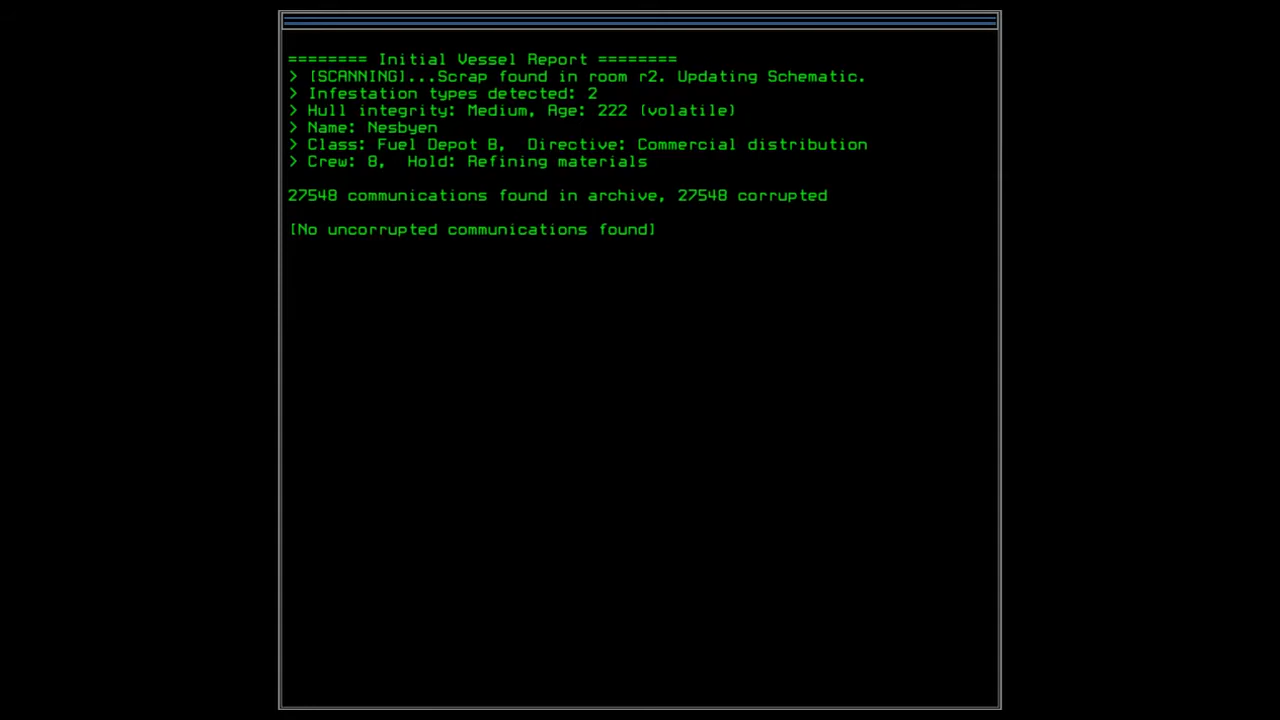 ======== Initial Vessel Report ========
> [SCANNING]...Scrap found in room r2. Updating Schematic.
> Infestation types detected: 2
> Hull integrity: Medium, Age: 222 (volatile)
> Name: Nesbyen
> Class: Fuel Depot B,  Directive: Commercial distribution
> Crew: 8,  Hold: Refining materials
27548 communications found in archive, 27548 corrupted
[No uncorrupted communications found]